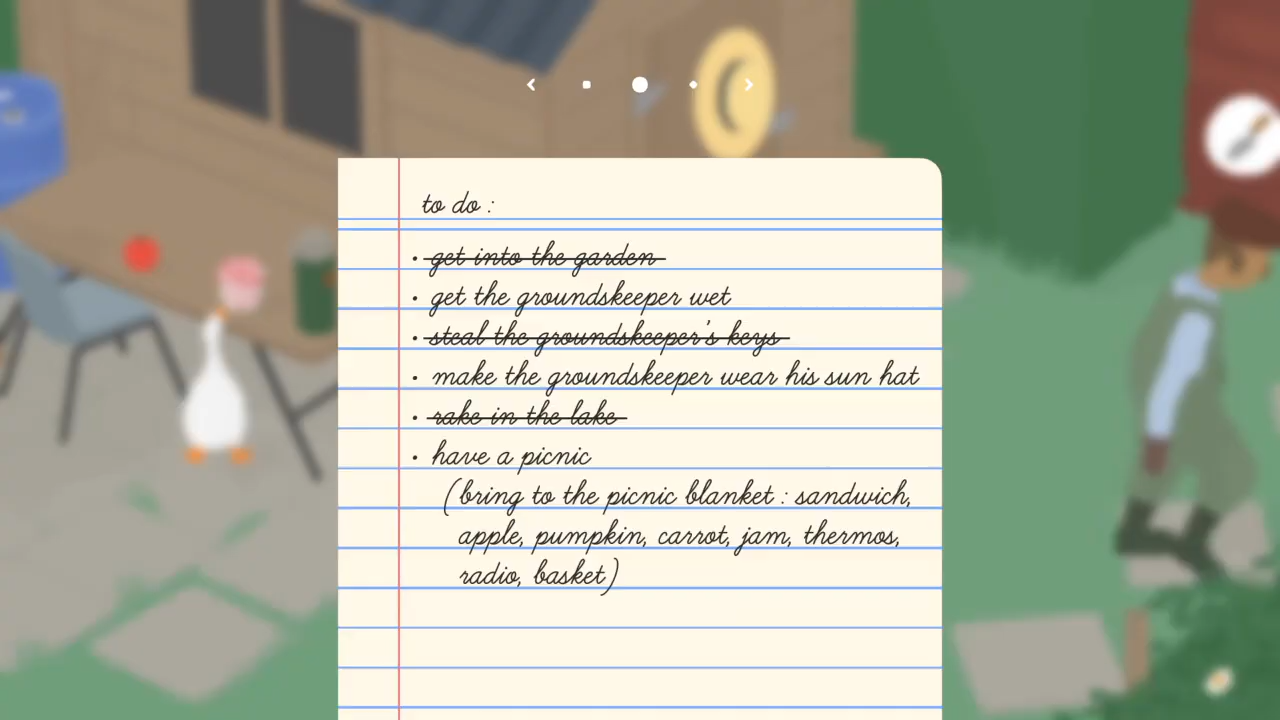 to do :
• get into the garden
• get the groundskeeper wet
• steal the groundskeeper's keys
• make the groundskeeper wear his sun hat
• rake in the lake
• have a picnic
(bring to the picnic blanket : sandwich,
apple, pumpkin, carrot, jam, thermos,
radio, basket)